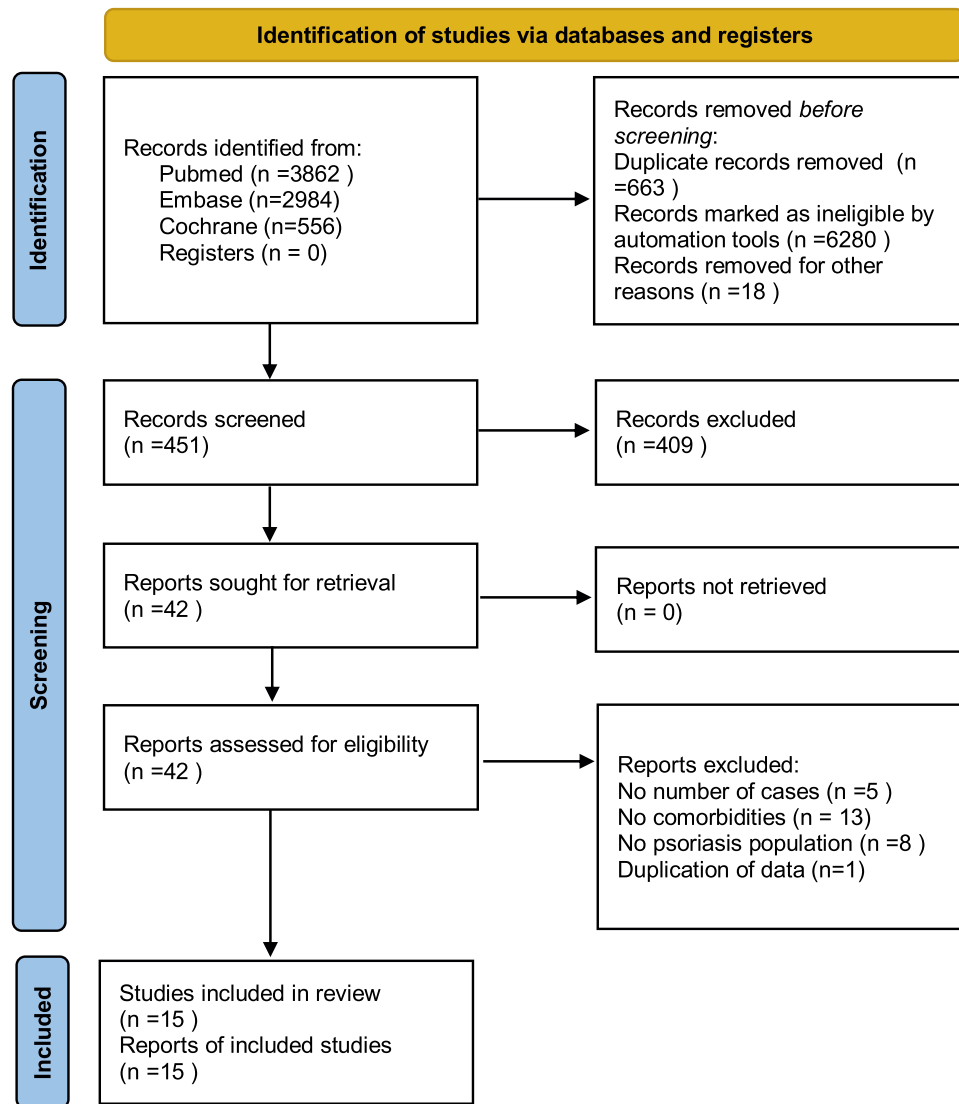 Identification of studies via databases and registers
Identification
Records identified from:
Pubmed (n =3862 )
Embase (n=2984)
Cochrane (n=556)
Registers (n = 0)
Records removed before
screening:
Duplicate records removed  (n
=663 )
Records marked as ineligible by
automation tools (n =6280 )
Records removed for other
reasons (n =18 )
Screening
Records screened
(n =451)
Records excluded
(n =409 )
Reports sought for retrieval
(n =42 )
Reports not retrieved
(n = 0)
Reports assessed for eligibility
(n =42 )
Reports excluded:
No number of cases (n =5 )
No comorbidities (n = 13)
No psoriasis population (n =8 )
Duplication of data (n=1)
Included
Studies included in review
(n =15 )
Reports of included studies
(n =15 )